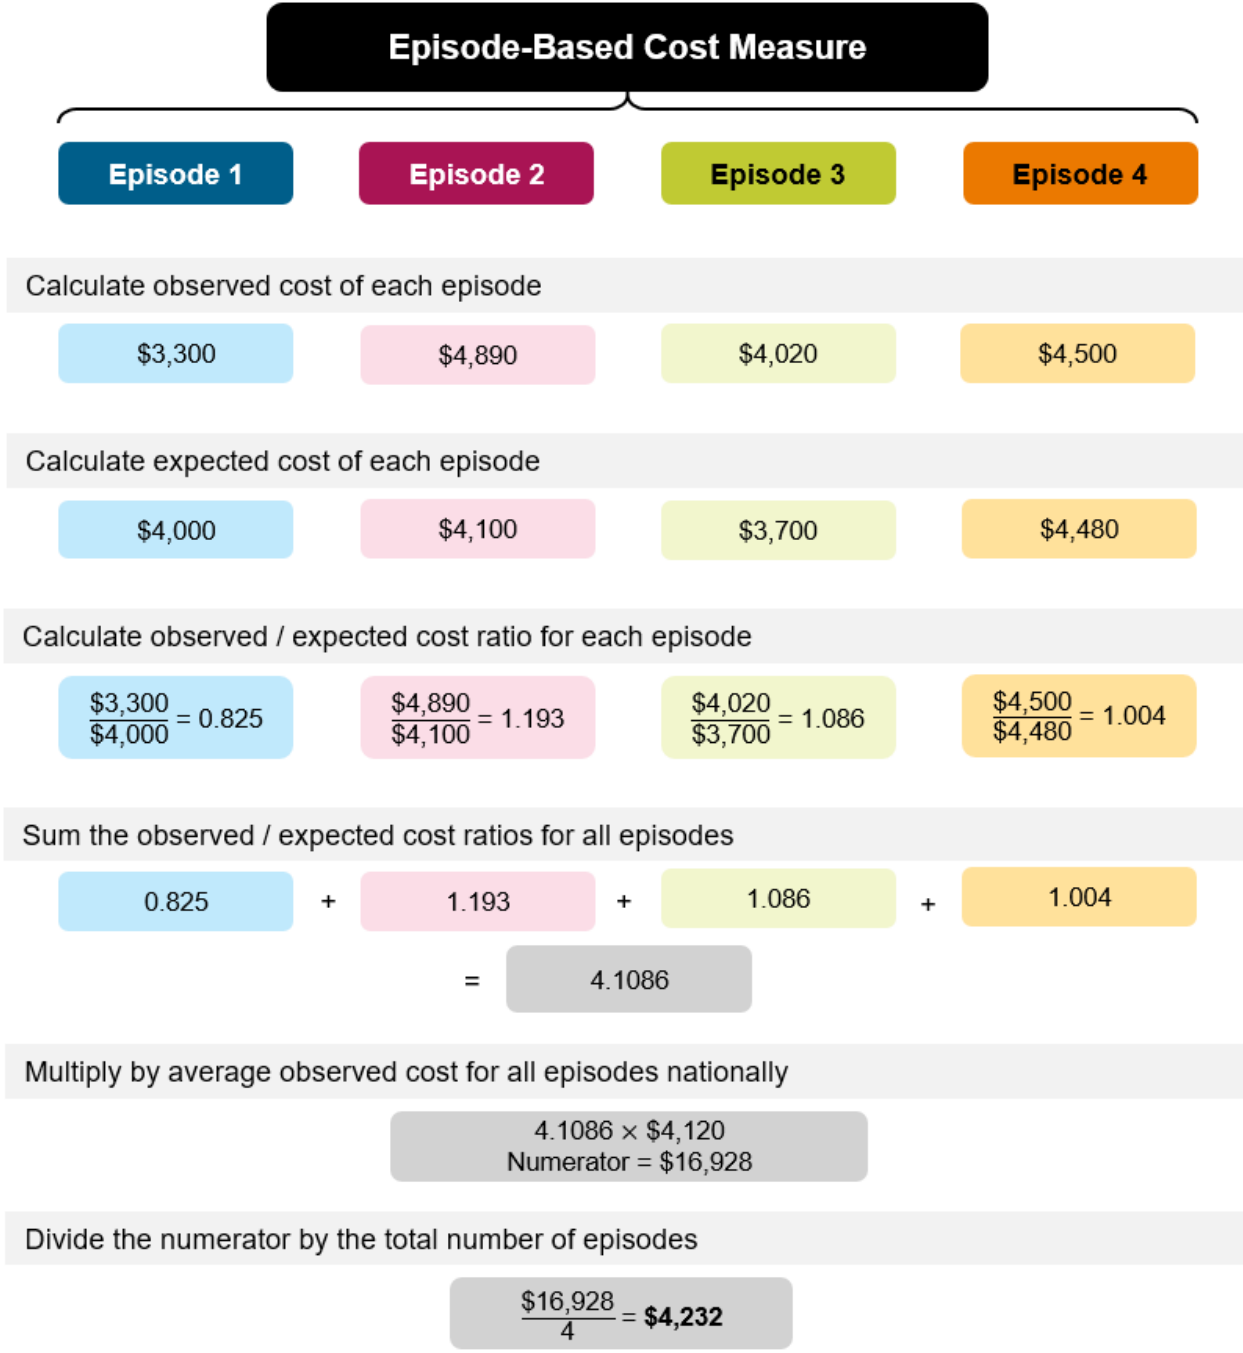 Episode-Based Cost Measure
Episode 1 Episode 2 Episode 3 Episode 4
Calculate observed cost of each episode
$3,300 $4,890 $4,020 $4,500
Calculate expected cost of each episode
$4,000 $4,100 $3,700 $4,480
Calculate observed / expected cost ratio for each episode
$3,300/$4,000 = 0.825 $4,890/$4,100 = 1.193 $4,020/$3,700 = 1.086 $4,500/$4,480 = 1.004
Sum the observed / expected cost ratios for all episodes
0.825 + 1.193 + 1.086 + 1.004
= 4.1086
Multiply by average observed cost for all episodes nationally
4.1086 × $4,120
Numerator = $16,928
Divide the numerator by the total number of episodes
$16,928/4 = $4,232